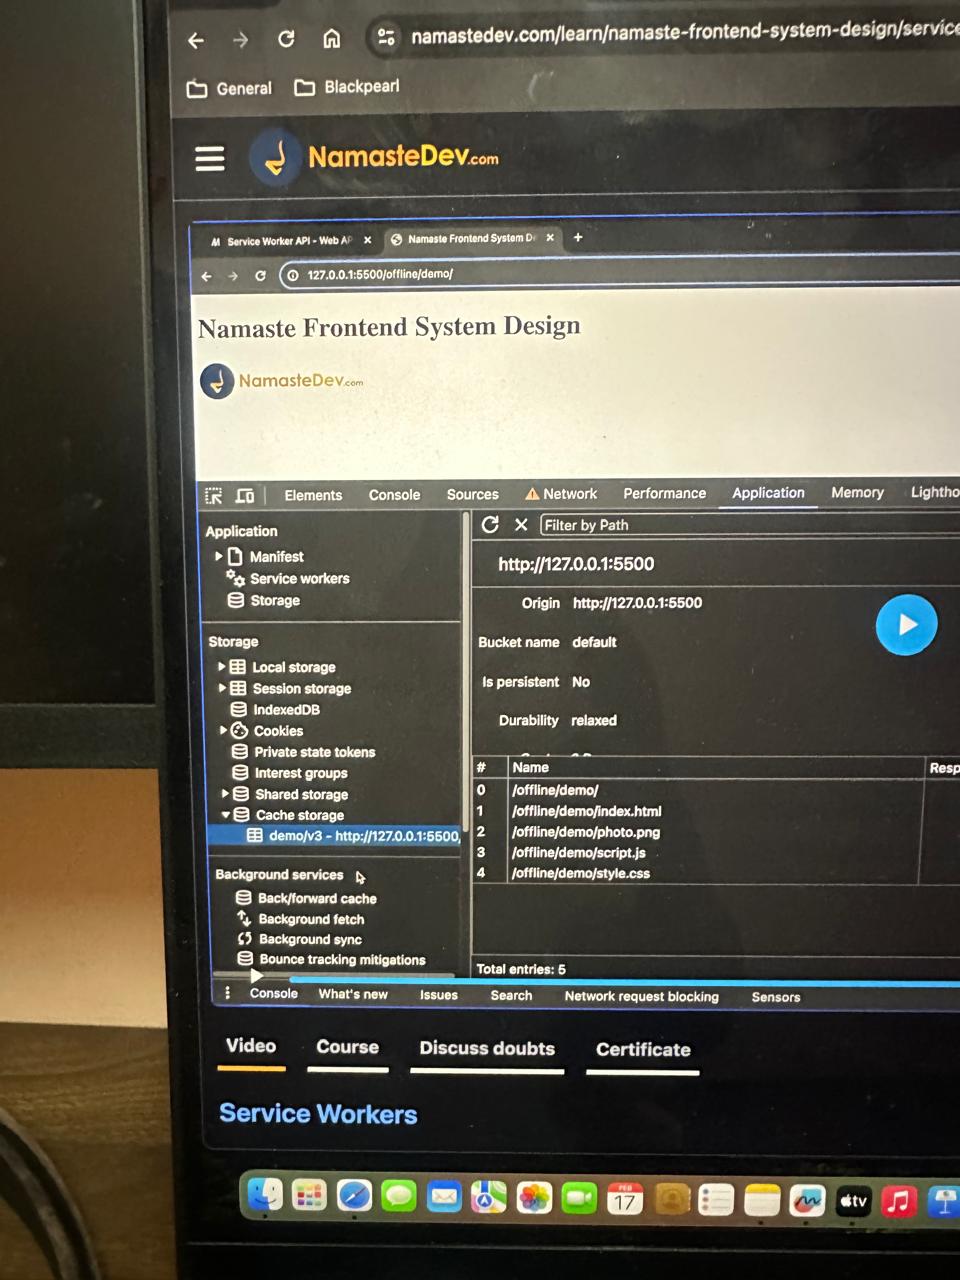 namastedev.com/learn/namaste-frontend-system-design/service
General Blackpearl
NamasteDev.com
Service Worker API - Web AP Namaste Frontend System D
127.0.0.1:5500/offline/demo/
Namaste Frontend System Design
NamasteDev.com
Elements Console Sources Network Performance Application Memory Lightho
Application
Manifest
Service workers
Storage
Storage
Local storage
Session storage
IndexedDB
Cookies
Private state tokens
Interest groups
Shared storage
Cache storage
demo/v3 - http://127.0.0.1:5500,
Background services
Back/forward cache
Background fetch
Background sync
Bounce tracking mitigations
Filter by Path
http://127.0.0.1:5500
Origin http://127.0.0.1:5500
Bucket name default
Is persistent No
Durability relaxed
# Name Resp
0 /offline/demo/
1 /offline/demo/index.html
2 /offline/demo/photo.png
3 /offline/demo/script.js
4 /offline/demo/style.css
Total entries: 5
Console What's new Issues Search Network request blocking Sensors
Video Course Discuss doubts Certificate
Service Workers
FEB
17
tv